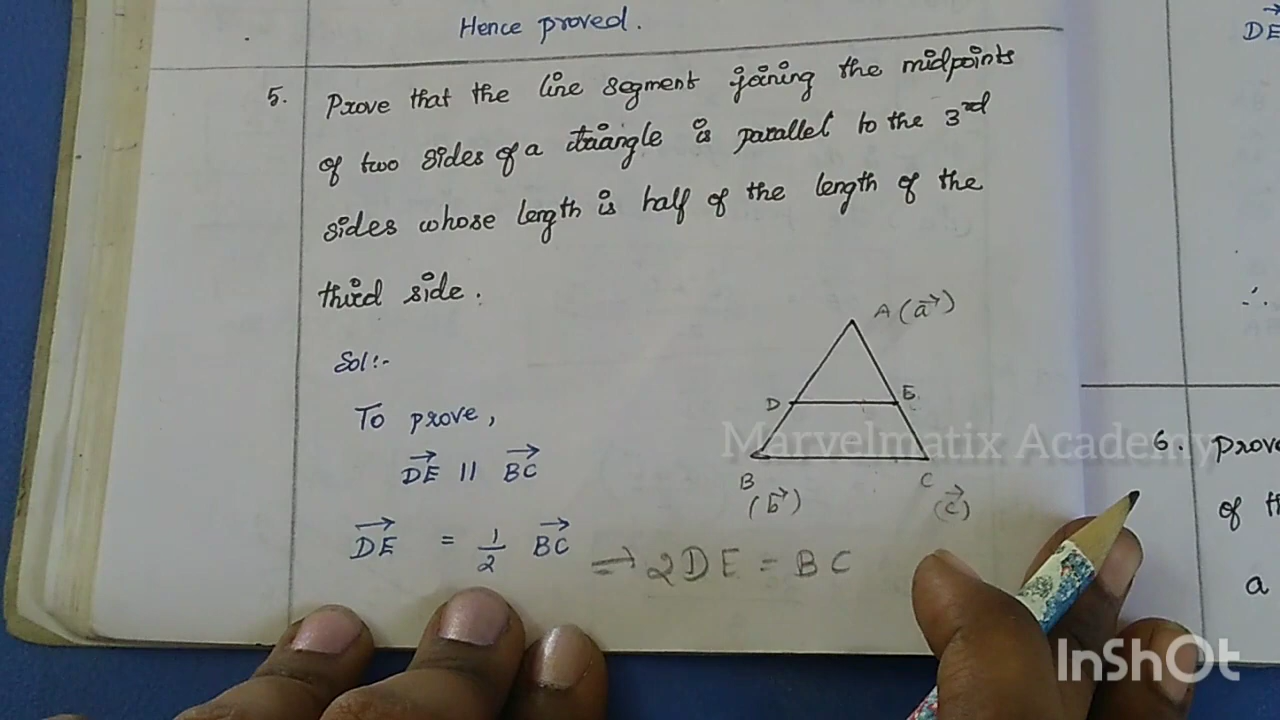 Hence proved.
DE
5. Prove that the line segment joining the midpoints
of two sides of a triangle is parallel to the 3rd
sides whose length is half of the length of the
third side.
Sol:-
A (a→)
To prove,
D E
DE→ || BC→
B C
(b→) (c→)
DE→ = 1/2 BC→ ⇒ 2DE = BC
∴
6. Prove
of th
a
Marvelmatix Academy
InShOt